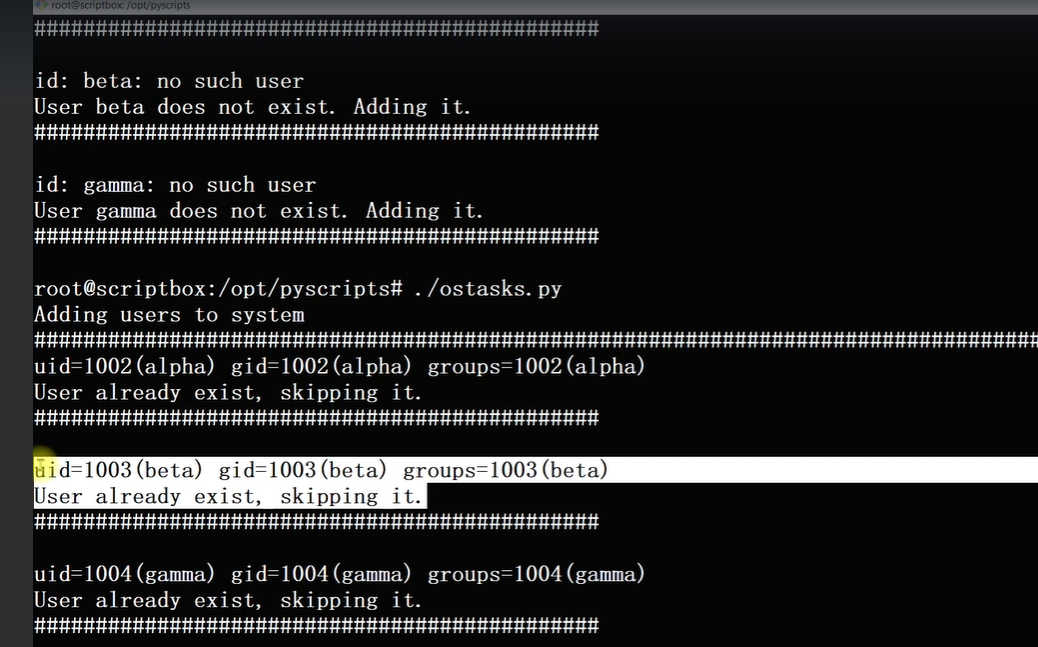 root@scriptbox: /opt/pyscripts
##############################################

id: beta: no such user
User beta does not exist. Adding it.
##############################################

id: gamma: no such user
User gamma does not exist. Adding it.
##############################################

root@scriptbox:/opt/pyscripts# ./ostasks.py
Adding users to system
##################################################################################
uid=1002(alpha) gid=1002(alpha) groups=1002(alpha)
User already exist, skipping it.
##############################################

uid=1003(beta) gid=1003(beta) groups=1003(beta)
User already exist, skipping it.
##############################################

uid=1004(gamma) gid=1004(gamma) groups=1004(gamma)
User already exist, skipping it.
##############################################